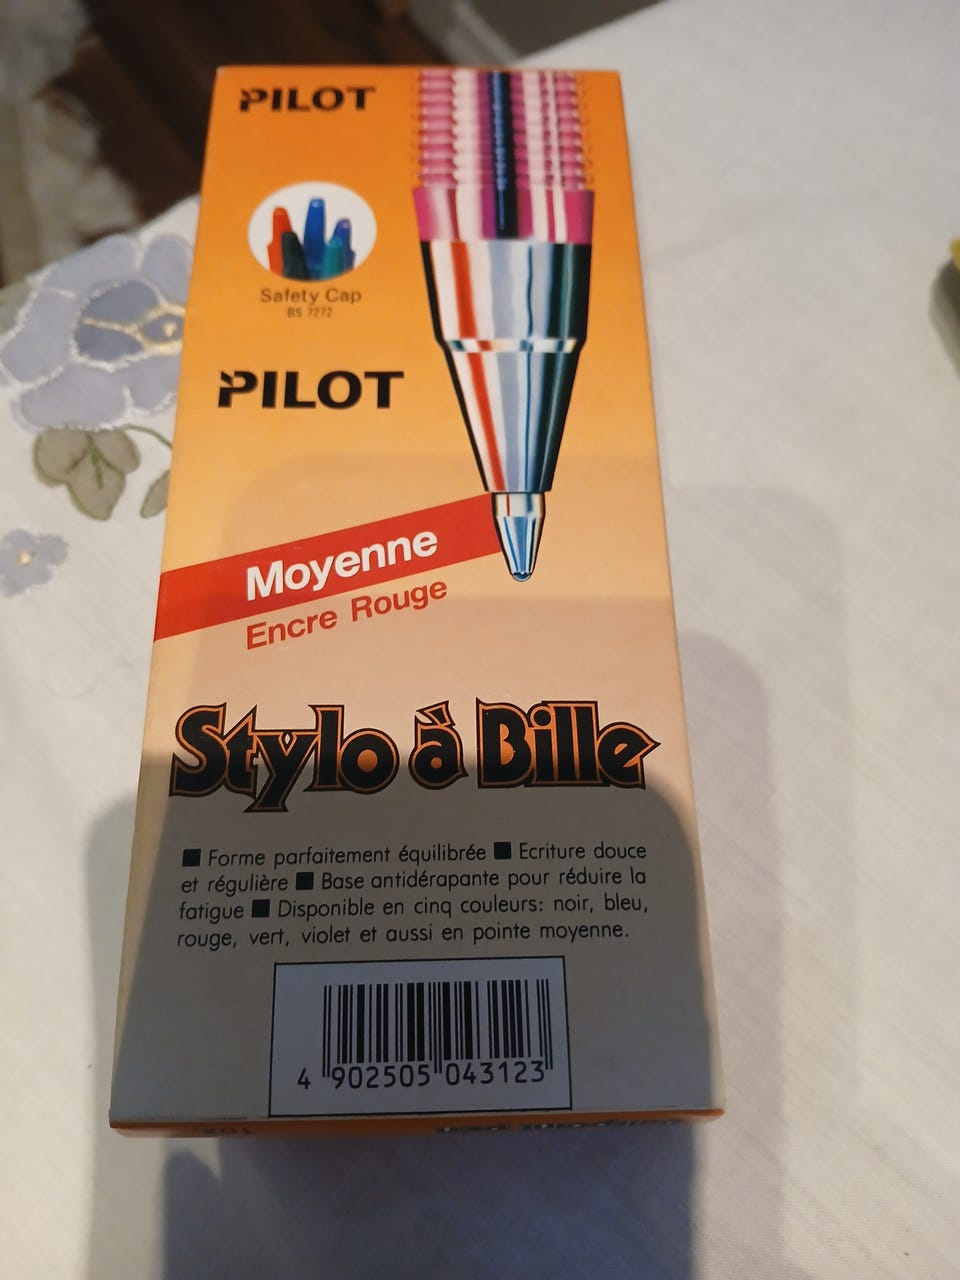 PILOT
Safety Cap
BS 7272
PILOT
Moyenne
Encre Rouge
Stylo à Bille
■ Forme parfaitement équilibrée ■ Ecriture douce
et régulière ■ Base antidérapante pour réduire la
fatigue ■ Disponible en cinq couleurs: noir, bleu,
rouge, vert, violet et aussi en pointe moyenne.
4 902505 043123